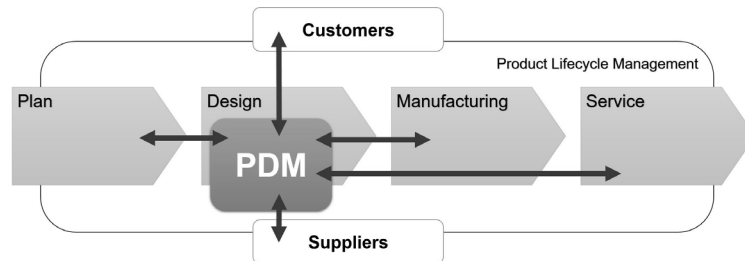 Customers
Product Lifecycle Management
Plan
Design
Manufacturing
Service
PDM
Suppliers